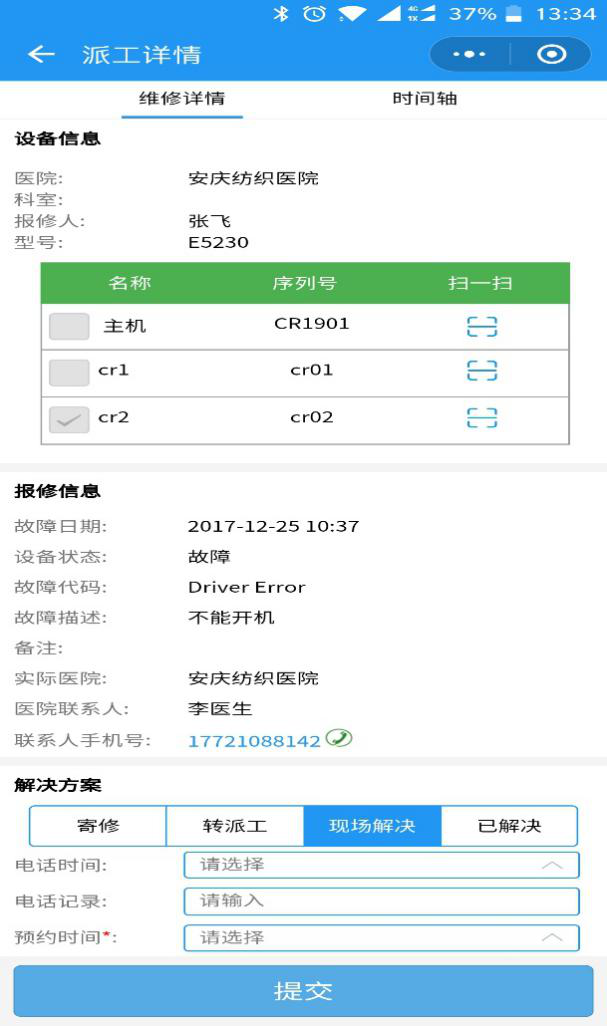 4G 1X 37% 13:34
派工详情
维修详情 时间轴
设备信息
医院: 安庆纺织医院
科室:
报修人: 张飞
型号: E5230
名称 序列号 扫一扫
主机 CR1901
cr1 cr01
cr2 cr02
报修信息
故障日期: 2017-12-25 10:37
设备状态: 故障
故障代码: Driver Error
故障描述: 不能开机
备注:
实际医院: 安庆纺织医院
医院联系人: 李医生
联系人手机号: 17721088142
解决方案
寄修 转派工 现场解决 已解决
电话时间: 请选择
电话记录: 请输入
预约时间*: 请选择
提交